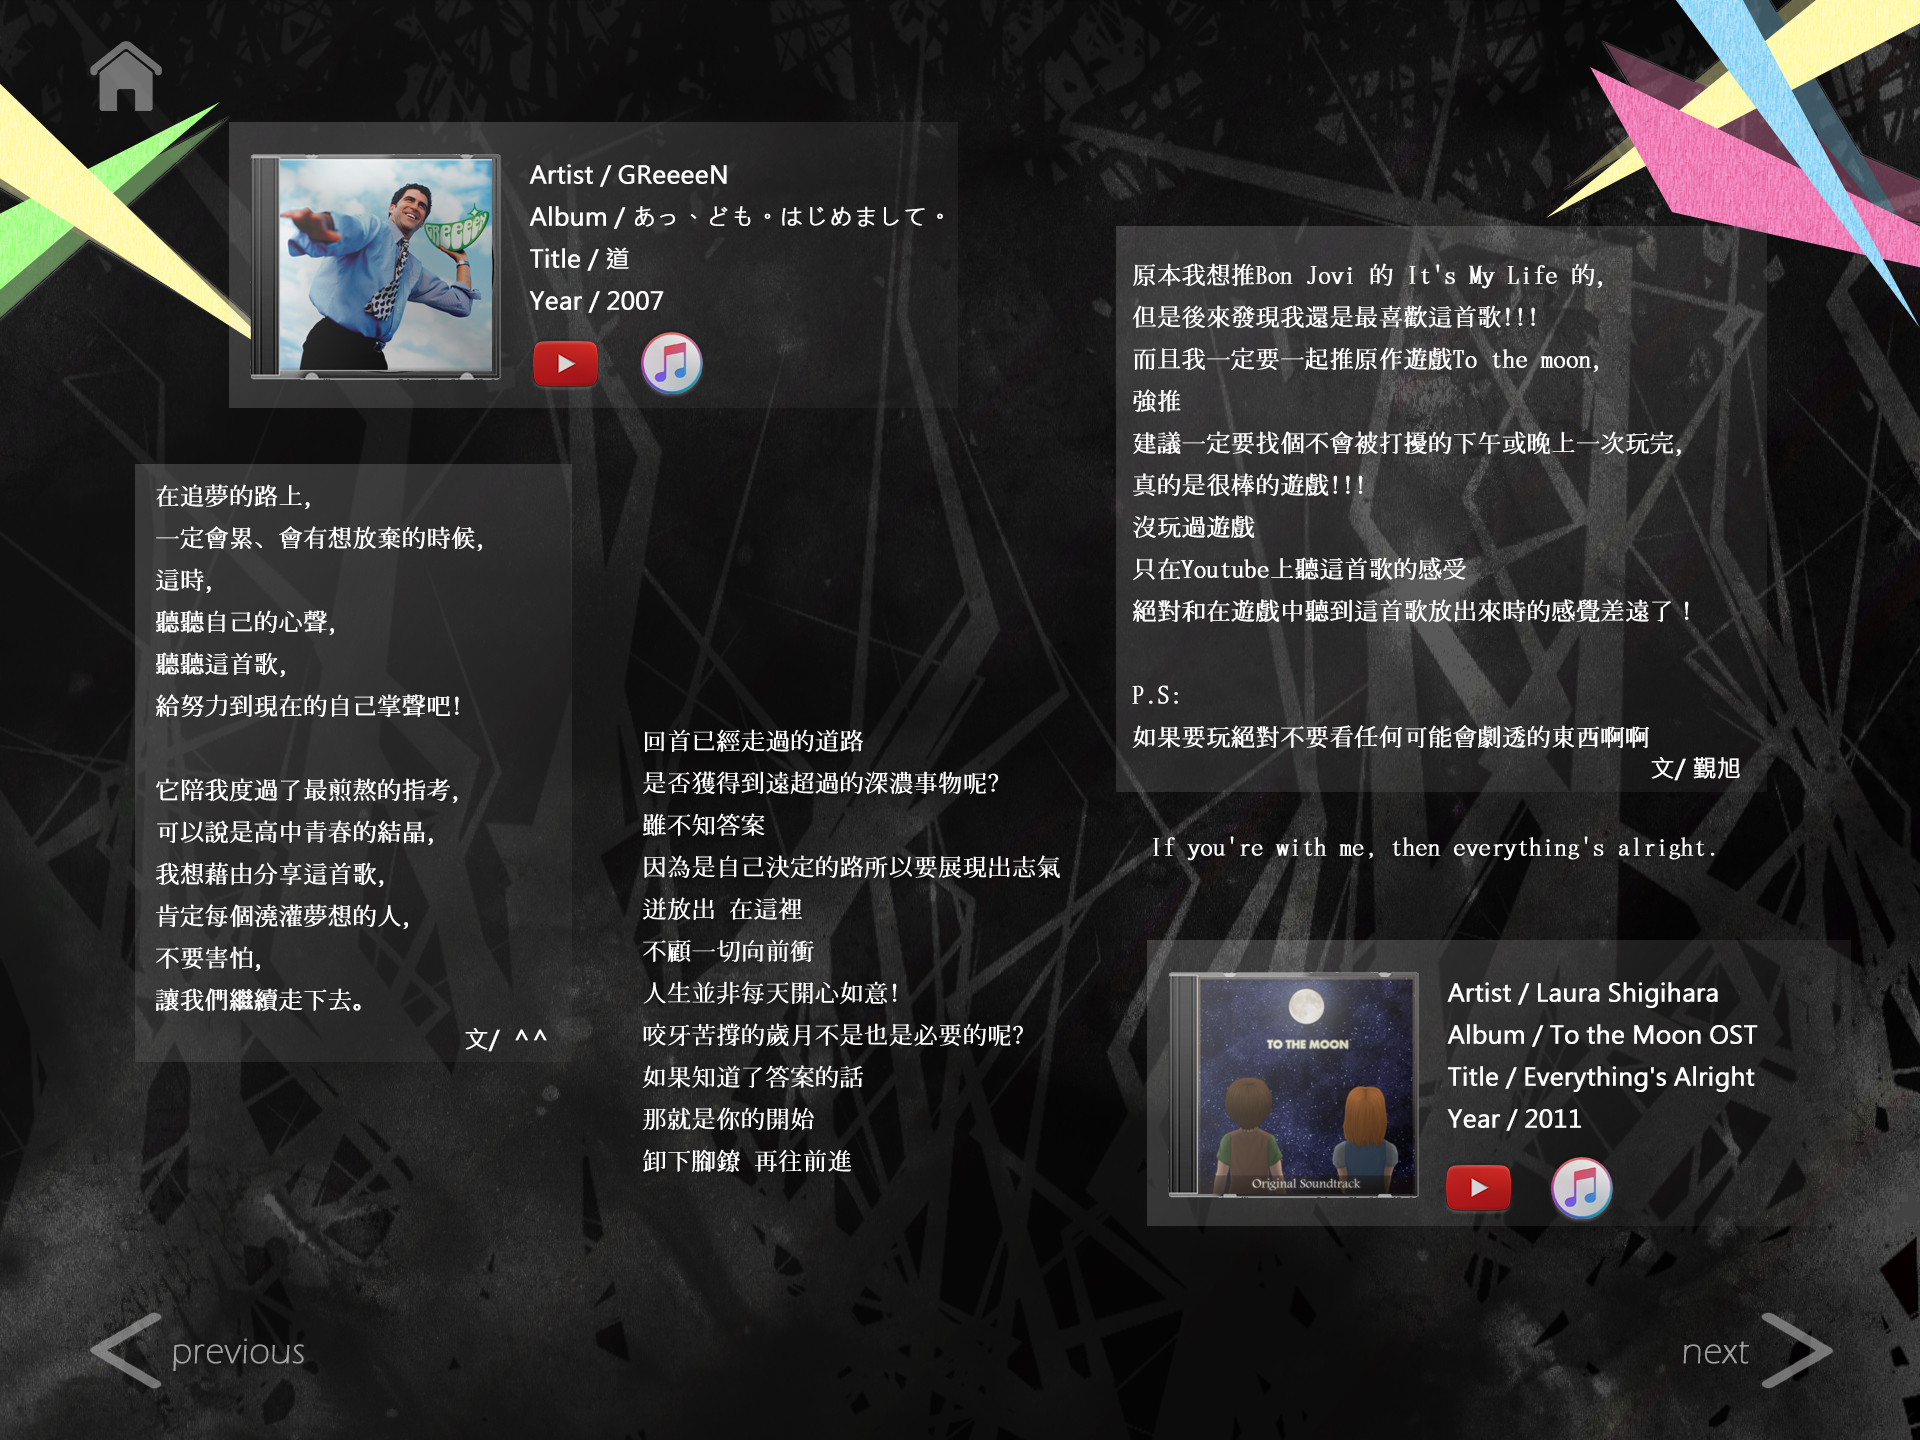 Artist / GReeeeN
Album / あっ、ども。はじめまして。
Title / 道
Year / 2007
GReeeeN
在追夢的路上,
一定會累、會有想放棄的時候,
這時,
聽聽自己的心聲,
聽聽這首歌,
給努力到現在的自己掌聲吧!
它陪我度過了最煎熬的指考,
可以說是高中青春的結晶,
我想藉由分享這首歌,
肯定每個澆灌夢想的人,
不要害怕,
讓我們繼續走下去。
文/ ^^
回首已經走過的道路
是否獲得到遠超過的深濃事物呢?
雖不知答案
因為是自己決定的路所以要展現出志氣
迸放出 在這裡
不顧一切向前衝
人生並非每天開心如意!
咬牙苦撐的歲月不是也是必要的呢?
如果知道了答案的話
那就是你的開始
卸下腳鐐 再往前進
原本我想推Bon Jovi 的 It's My Life 的,
但是後來發現我還是最喜歡這首歌!!!
而且我一定要一起推原作遊戲To the moon,
強推
建議一定要找個不會被打擾的下午或晚上一次玩完,
真的是很棒的遊戲!!!
沒玩過遊戲
只在Youtube上聽這首歌的感受
絕對和在遊戲中聽到這首歌放出來時的感覺差遠了！
P.S:
如果要玩絕對不要看任何可能會劇透的東西啊啊
文/ 觐旭
If you're with me, then everything's alright.
TO THE MOON
Original Soundtrack
Artist / Laura Shigihara
Album / To the Moon OST
Title / Everything's Alright
Year / 2011
previous
next